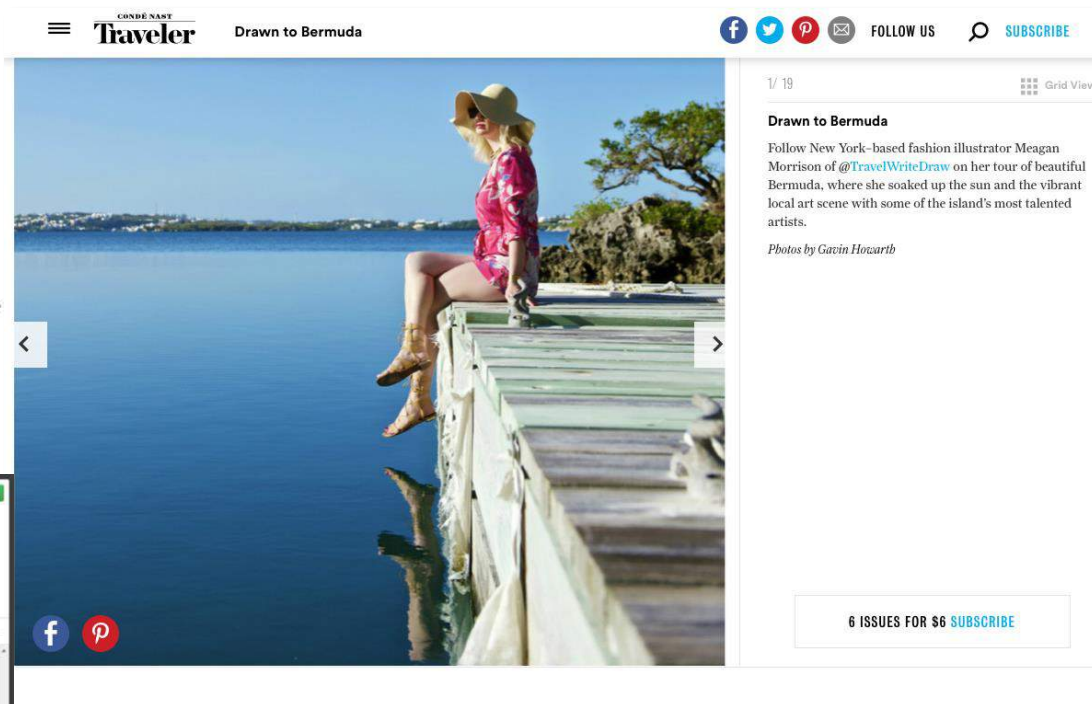 CONDÉ NAST
Traveler
Drawn to Bermuda
FOLLOW US
SUBSCRIBE
1/ 19
Grid View
Drawn to Bermuda
Follow New York–based fashion illustrator Meagan
Morrison of @TravelWriteDraw on her tour of beautiful
Bermuda, where she soaked up the sun and the vibrant
local art scene with some of the island's most talented
artists.
Photos by Gavin Howarth
6 ISSUES FOR $6 SUBSCRIBE